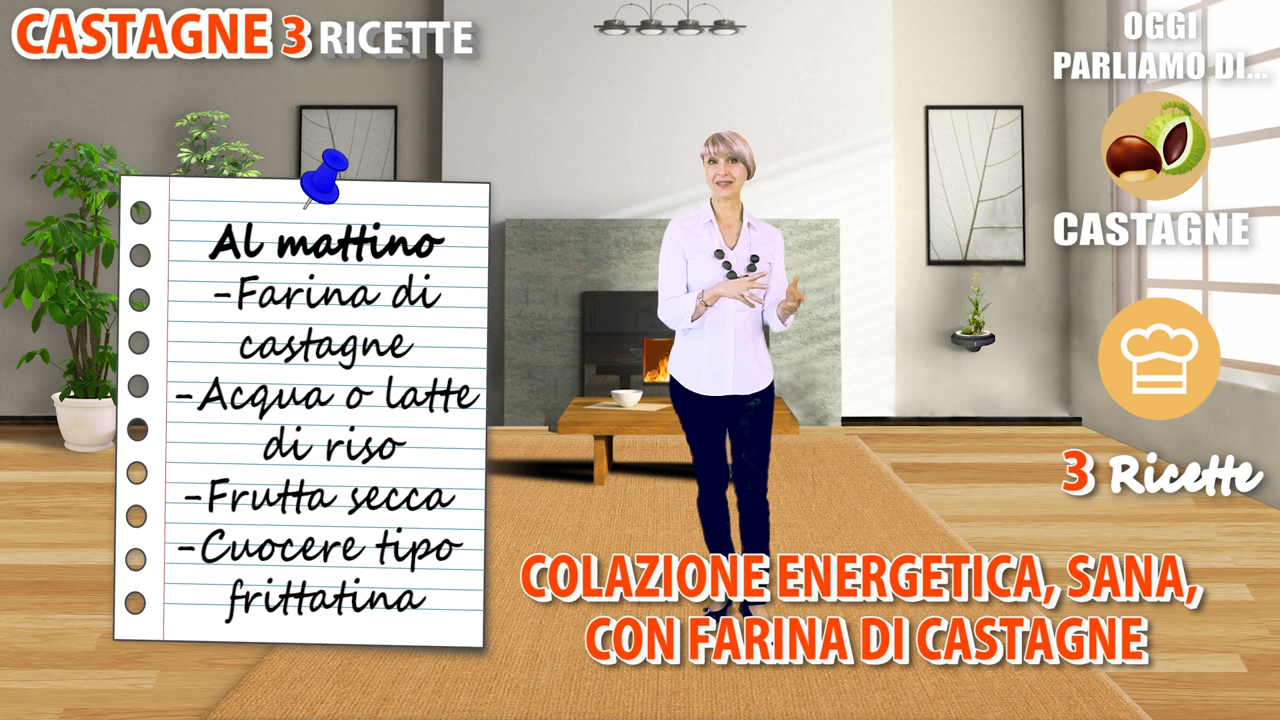 CASTAGNE 3 RICETTE
OGGI
PARLIAMO DI...
CASTAGNE
3 Ricette
Al mattino
-Farina di
castagne
-Acqua o latte
di riso
-Frutta secca
-Cuocere tipo
frittatina
COLAZIONE ENERGETICA, SANA,
CON FARINA DI CASTAGNE